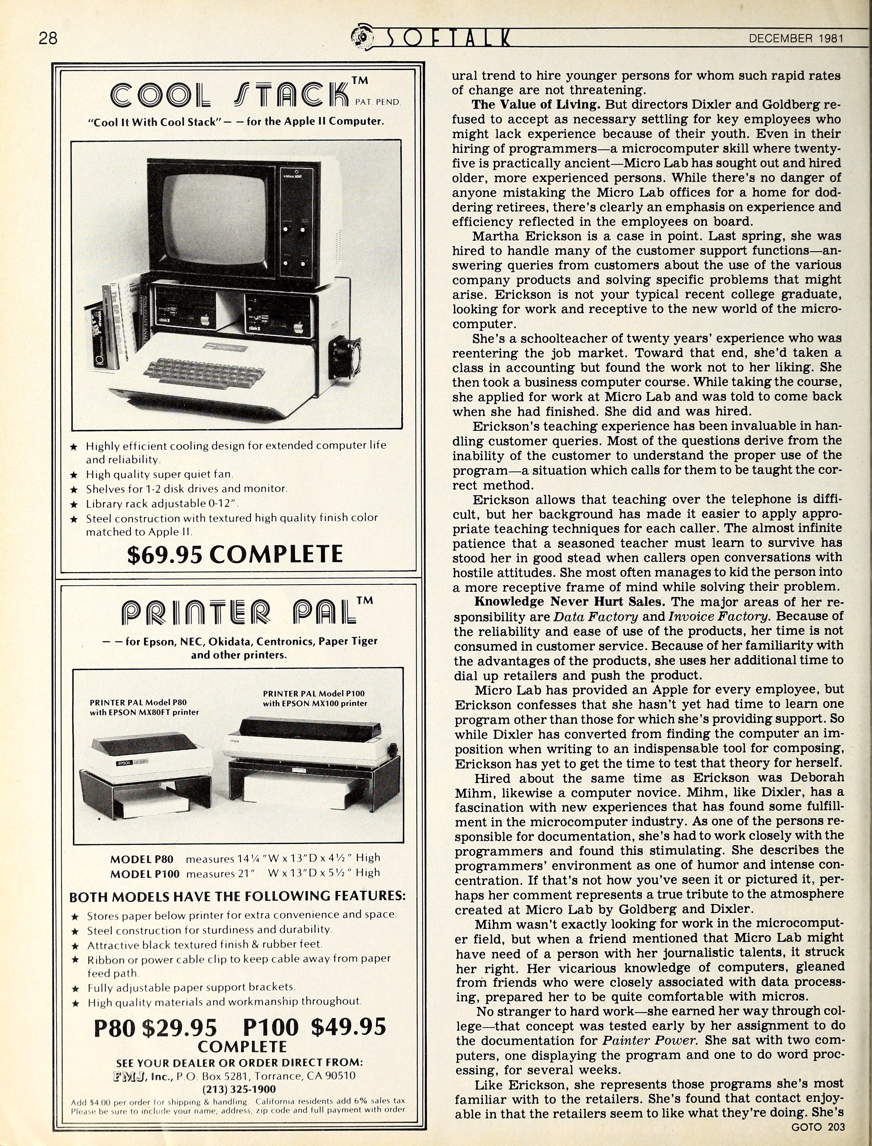 28
SOFTALK
DECEMBER 1981
COOL STACK™
PAT. PEND.
"Cool It With Cool Stack"— — for the Apple II Computer.
★ Highly efficient cooling design for extended computer life
and reliability.
★ High quality super quiet fan.
★ Shelves for 1-2 disk drives and monitor.
★ Library rack adjustable 0-12".
★ Steel construction with textured high quality finish color
matched to Apple II.
$69.95 COMPLETE
PRINTER PAL™
— — for Epson, NEC, Okidata, Centronics, Paper Tiger
and other printers.
PRINTER PAL Model P80
with EPSON MX80FT printer
PRINTER PAL Model P100
with EPSON MX100 printer
MODEL P80 measures 14¼"W x 13"D x 4½" High
MODEL P100 measures 21" W x 13"D x 5½" High
BOTH MODELS HAVE THE FOLLOWING FEATURES:
★ Stores paper below printer for extra convenience and space.
★ Steel construction for sturdiness and durability.
★ Attractive black textured finish & rubber feet.
★ Ribbon or power cable clip to keep cable away from paper
feed path.
★ Fully adjustable paper support brackets.
★ High quality materials and workmanship throughout.
P80 $29.95 P100 $49.95
COMPLETE
SEE YOUR DEALER OR ORDER DIRECT FROM:
FMJ, Inc., P.O. Box 5281, Torrance, CA 90510
(213) 325-1900
Add $4.00 per order for shipping & handling. California residents add 6% sales tax.
Please be sure to include your name, address, zip code and full payment with order.
ural trend to hire younger persons for whom such rapid rates
of change are not threatening.
The Value of Living. But directors Dixler and Goldberg re-
fused to accept as necessary settling for key employees who
might lack experience because of their youth. Even in their
hiring of programmers—a microcomputer skill where twenty-
five is practically ancient—Micro Lab has sought out and hired
older, more experienced persons. While there's no danger of
anyone mistaking the Micro Lab offices for a home for dod-
dering retirees, there's clearly an emphasis on experience and
efficiency reflected in the employees on board.
Martha Erickson is a case in point. Last spring, she was
hired to handle many of the customer support functions—an-
swering queries from customers about the use of the various
company products and solving specific problems that might
arise. Erickson is not your typical recent college graduate,
looking for work and receptive to the new world of the micro-
computer.
She's a schoolteacher of twenty years' experience who was
reentering the job market. Toward that end, she'd taken a
class in accounting but found the work not to her liking. She
then took a business computer course. While taking the course,
she applied for work at Micro Lab and was told to come back
when she had finished. She did and was hired.
Erickson's teaching experience has been invaluable in han-
dling customer queries. Most of the questions derive from the
inability of the customer to understand the proper use of the
program—a situation which calls for them to be taught the cor-
rect method.
Erickson allows that teaching over the telephone is diffi-
cult, but her background has made it easier to apply appro-
priate teaching techniques for each caller. The almost infinite
patience that a seasoned teacher must learn to survive has
stood her in good stead when callers open conversations with
hostile attitudes. She most often manages to kid the person into
a more receptive frame of mind while solving their problem.
Knowledge Never Hurt Sales. The major areas of her re-
sponsibility are Data Factory and Invoice Factory. Because of
the reliability and ease of use of the products, her time is not
consumed in customer service. Because of her familiarity with
the advantages of the products, she uses her additional time to
dial up retailers and push the product.
Micro Lab has provided an Apple for every employee, but
Erickson confesses that she hasn't yet had time to learn one
program other than those for which she's providing support. So
while Dixler has converted from finding the computer an im-
position when writing to an indispensable tool for composing,
Erickson has yet to get the time to test that theory for herself.
Hired about the same time as Erickson was Deborah
Mihm, likewise a computer novice. Mihm, like Dixler, has a
fascination with new experiences that has found some fulfill-
ment in the microcomputer industry. As one of the persons re-
sponsible for documentation, she's had to work closely with the
programmers and found this stimulating. She describes the
programmers' environment as one of humor and intense con-
centration. If that's not how you've seen it or pictured it, per-
haps her comment represents a true tribute to the atmosphere
created at Micro Lab by Goldberg and Dixler.
Mihm wasn't exactly looking for work in the microcomput-
er field, but when a friend mentioned that Micro Lab might
have need of a person with her journalistic talents, it struck
her right. Her vicarious knowledge of computers, gleaned
from friends who were closely associated with data process-
ing, prepared her to be quite comfortable with micros.
No stranger to hard work—she earned her way through col-
lege—that concept was tested early by her assignment to do
the documentation for Painter Power. She sat with two com-
puters, one displaying the program and one to do word proc-
essing, for several weeks.
Like Erickson, she represents those programs she's most
familiar with to the retailers. She's found that contact enjoy-
able in that the retailers seem to like what they're doing. She's
GOTO 203